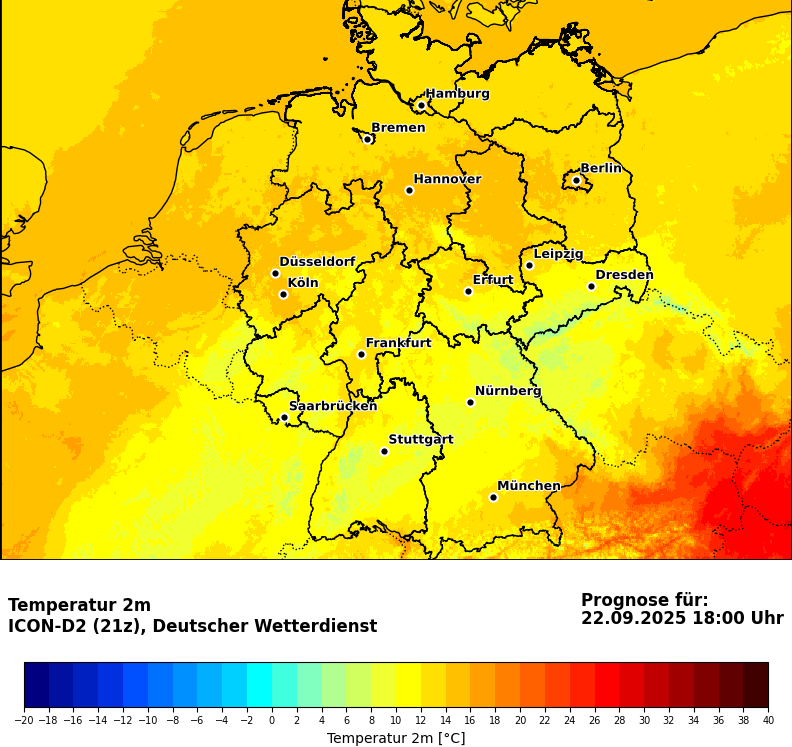 Hamburg
Bremen
Berlin
Hannover
Leipzig
Düsseldorf
Dresden
Köln
Erfurt
Frankfurt
Nürnberg
Saarbrücken
Stuttgart
München
Temperatur 2m
ICON-D2 (21z), Deutscher Wetterdienst
Prognose für:
22.09.2025 18:00 Uhr
−20 −18 −16 −14 −12 −10 −8 −6 −4 −2 0 2 4 6 8 10 12 14 16 18 20 22 24 26 28 30 32 34 36 38 40
Temperatur 2m [°C]